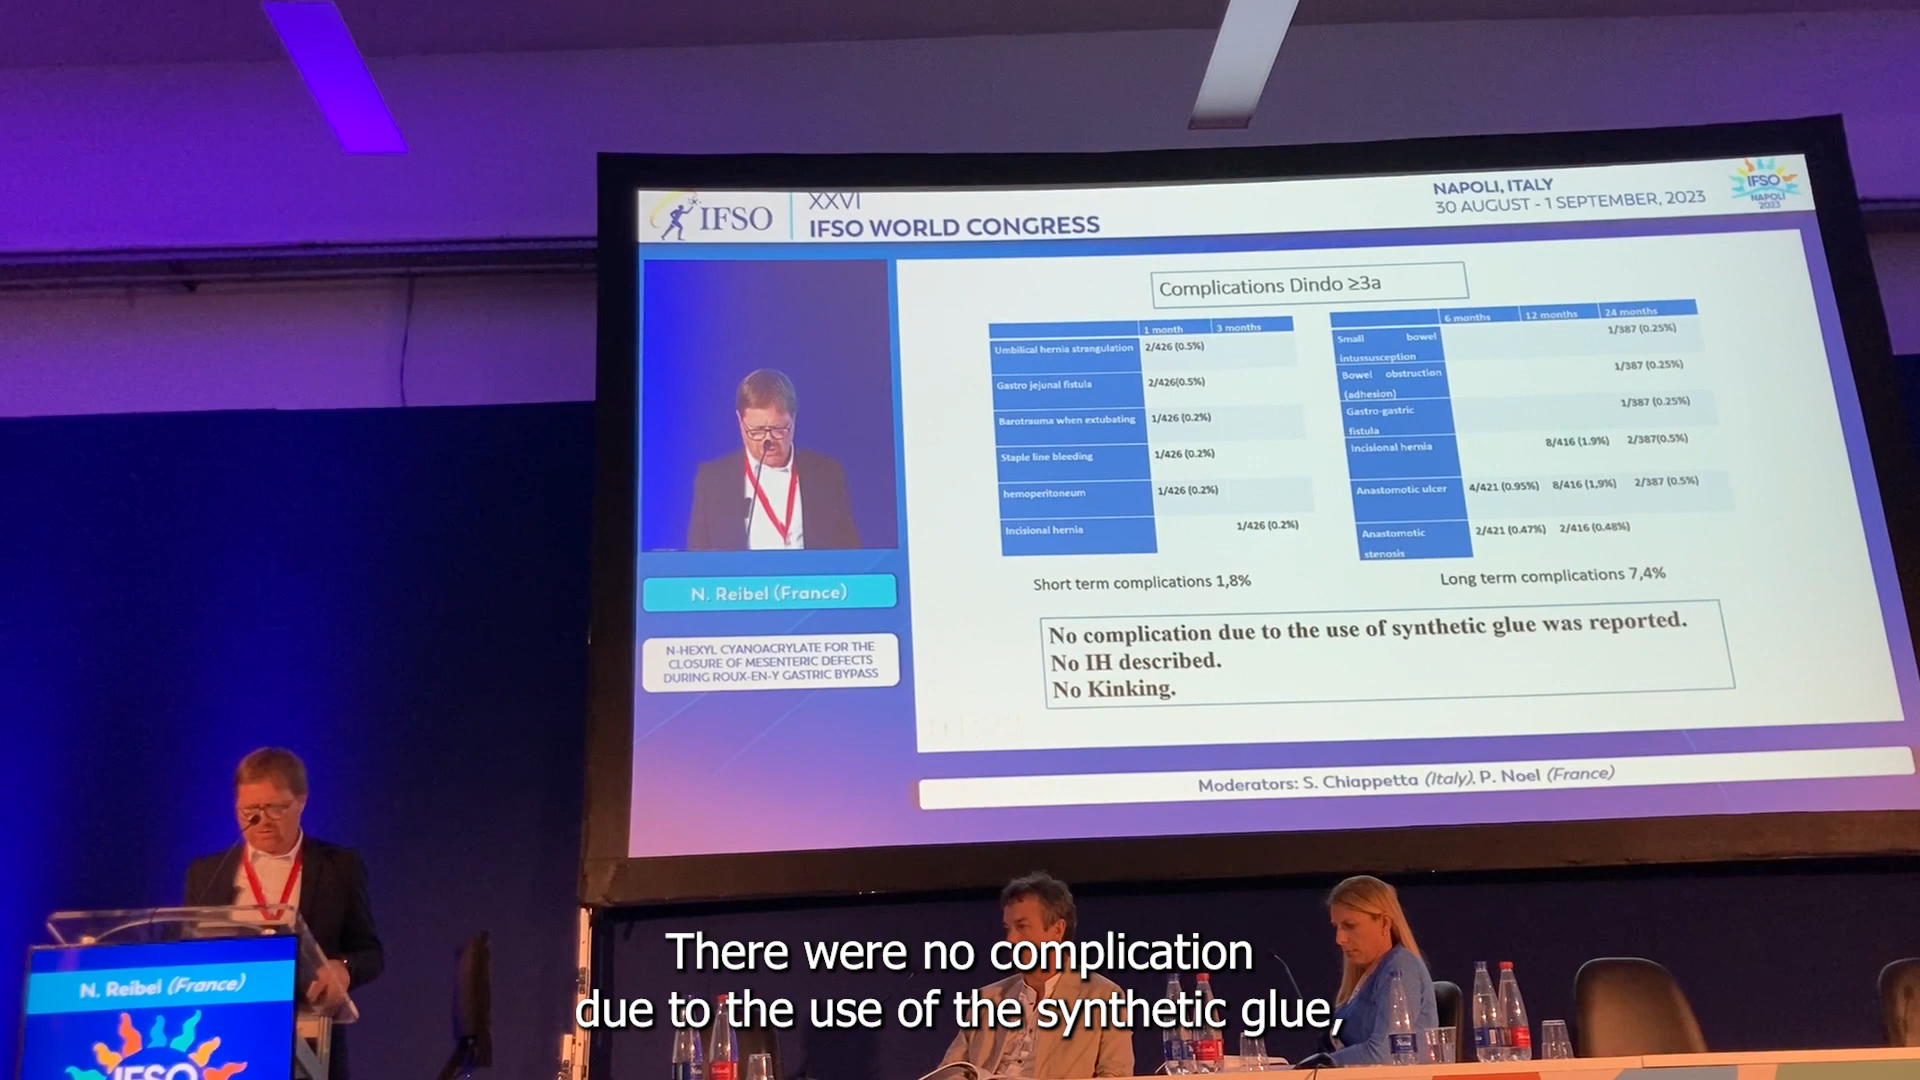 IFSO
XXVI
IFSO WORLD CONGRESS
NAPOLI, ITALY
30 AUGUST - 1 SEPTEMBER, 2023
IFSO
NAPOLI
2023
Complications Dindo ≥3a
1 month 3 months
Umbilical hernia strangulation 2/426 (0.5%)
Gastro jejunal fistula 2/426(0.5%)
Barotrauma when extubating 1/426 (0.2%)
Staple line bleeding 1/426 (0.2%)
hemoperitoneum 1/426 (0.2%)
Incisional hernia 1/426 (0.2%)
Short term complications 1,8%
6 months 12 months 24 months
Small bowel 1/387 (0.25%)
intussusception
Bowel obstruction 1/387 (0.25%)
(adhesion)
Gastro-gastric 1/387 (0.25%)
fistula
Incisional hernia 8/416 (1.9%) 2/387(0.5%)
Anastomotic ulcer 4/421 (0.95%) 8/416 (1,9%) 2/387 (0.5%)
Anastomotic 2/421 (0.47%) 2/416 (0.48%)
stenosis
Long term complications 7,4%
No complication due to the use of synthetic glue was reported.
No IH described.
No Kinking.
N. Reibel (France)
N-HEXYL CYANOACRYLATE FOR THE
CLOSURE OF MESENTERIC DEFECTS
DURING ROUX-EN-Y GASTRIC BYPASS
Moderators: S. Chiappetta (Italy), P. Noel (France)
N. Reibel (France)
IFSO
There were no complication
due to the use of the synthetic glue,